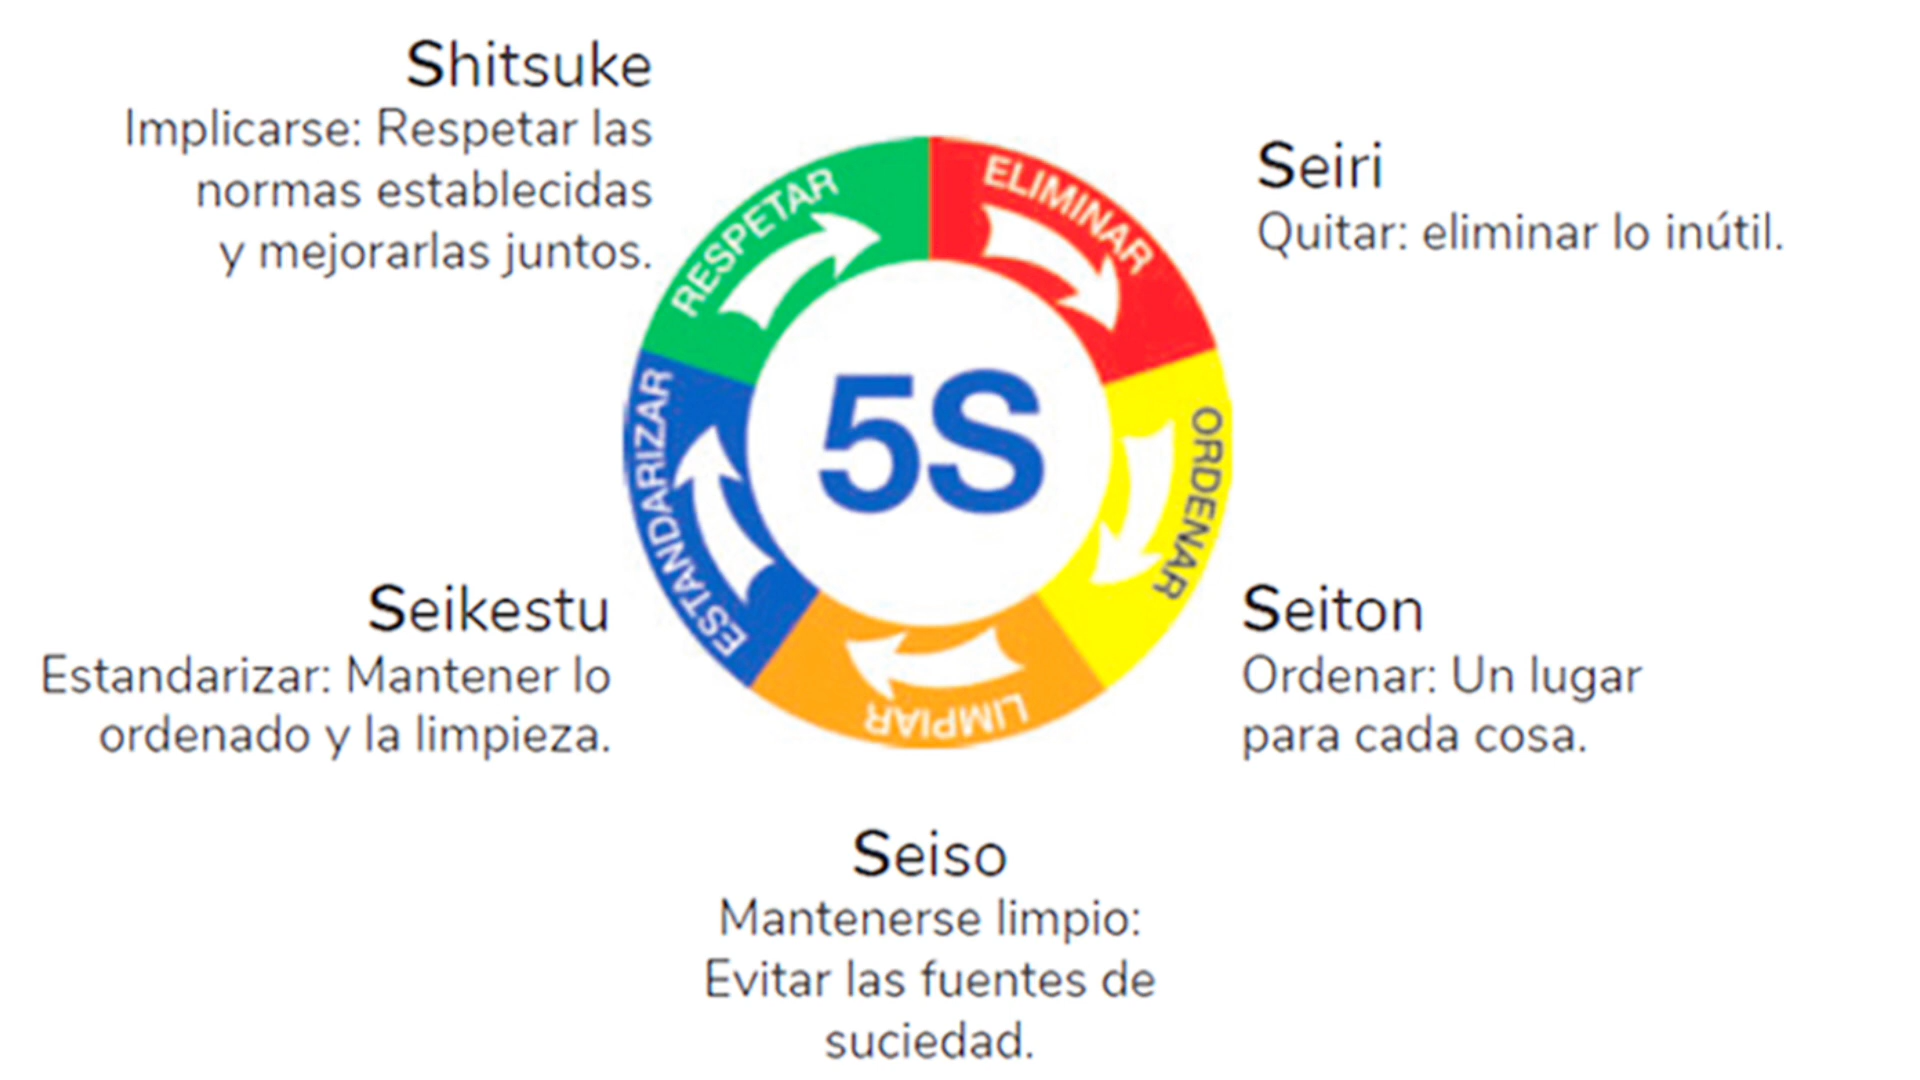 Shitsuke
Implicarse: Respetar las
normas establecidas
y mejorarlas juntos.
Seiri
Quitar: eliminar lo inútil.
RESPETAR
ELIMINAR
5S
ESTANDARIZAR
ORDENAR
LIMPIAR
Seikestu
Estandarizar: Mantener lo
ordenado y la limpieza.
Seiton
Ordenar: Un lugar
para cada cosa.
Seiso
Mantenerse limpio:
Evitar las fuentes de
suciedad.